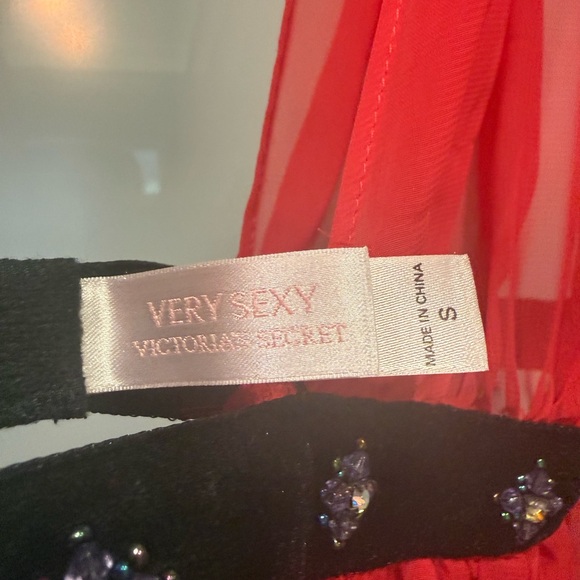 VERY SEXY
VICTORIA'S SECRET
MADE IN CHINA
S